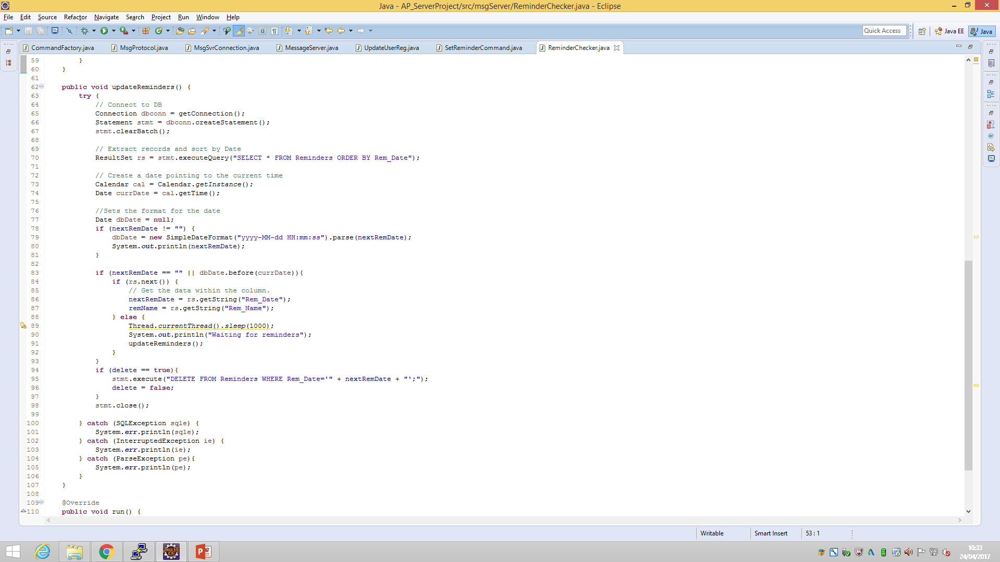 Java - AP_ServerProject/src/msgServer/ReminderChecker.java - Eclipse
File Edit Source Refactor Navigate Search Project Run Window Help
Quick Access Java EE Java
CommandFactory.java MsgProtocol.java MsgSvrConnection.java MessageServer.java UpdateUserReg.java SetReminderCommand.java ReminderChecker.java
59 }
60 }
61
62 public void updateReminders() {
63 try {
64 // Connect to DB
65 Connection dbconn = getConnection();
66 Statement stmt = dbconn.createStatement();
67 stmt.clearBatch();
68
69 // Extract records and sort by Date
70 ResultSet rs = stmt.executeQuery("SELECT * FROM Reminders ORDER BY Rem_Date");
71
72 // Create a date pointing to the current time
73 Calendar cal = Calendar.getInstance();
74 Date currDate = cal.getTime();
75
76 //Sets the format for the date
77 Date dbDate = null;
78 if (nextRemDate != "") {
79 dbDate = new SimpleDateFormat("yyyy-MM-dd HH:mm:ss").parse(nextRemDate);
80 System.out.println(nextRemDate);
81 }
82
83 if (nextRemDate == "" || dbDate.before(currDate)){
84 if (rs.next()) {
85 // Get the data within the column.
86 nextRemDate = rs.getString("Rem_Date");
87 remName = rs.getString("Rem_Name");
88 } else {
89 Thread.currentThread().sleep(1000);
90 System.out.println("Waiting for reminders");
91 updateReminders();
92 }
93 }
94 if (delete == true){
95 stmt.execute("DELETE FROM Reminders WHERE Rem_Date='" + nextRemDate + "';");
96 delete = false;
97 }
98 stmt.close();
99
100 } catch (SQLException sqle) {
101 System.err.println(sqle);
102 } catch (InterruptedException ie) {
103 System.err.println(ie);
104 } catch (ParseException pe){
105 System.err.println(pe);
106 }
107 }
108
109 @Override
110 public void run() {
Writable Smart Insert 53 : 1
Java EE
IDE
10:33
24/04/2017